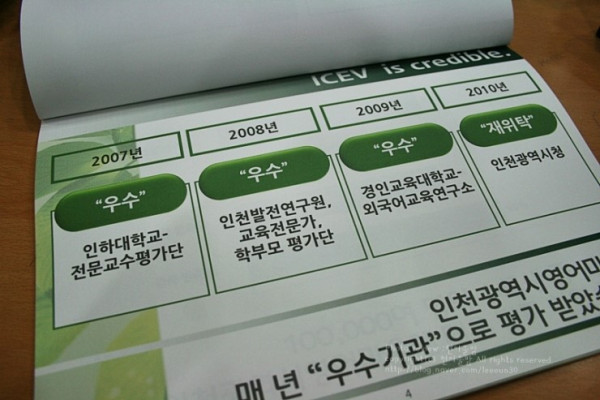 ICEV is credible.
2007년
2008년
2009년
2010년
"우수"
인하대학교-
전문교수평가단
"우수"
인천발전연구원,
교육전문가,
학부모 평가단
"우수"
경인교육대학교-
외국어교육연구소
"재위탁"
인천광역시청
인천광역시영어마
매 년 "우수기관"으로 평가 받았
4
All rights reserved